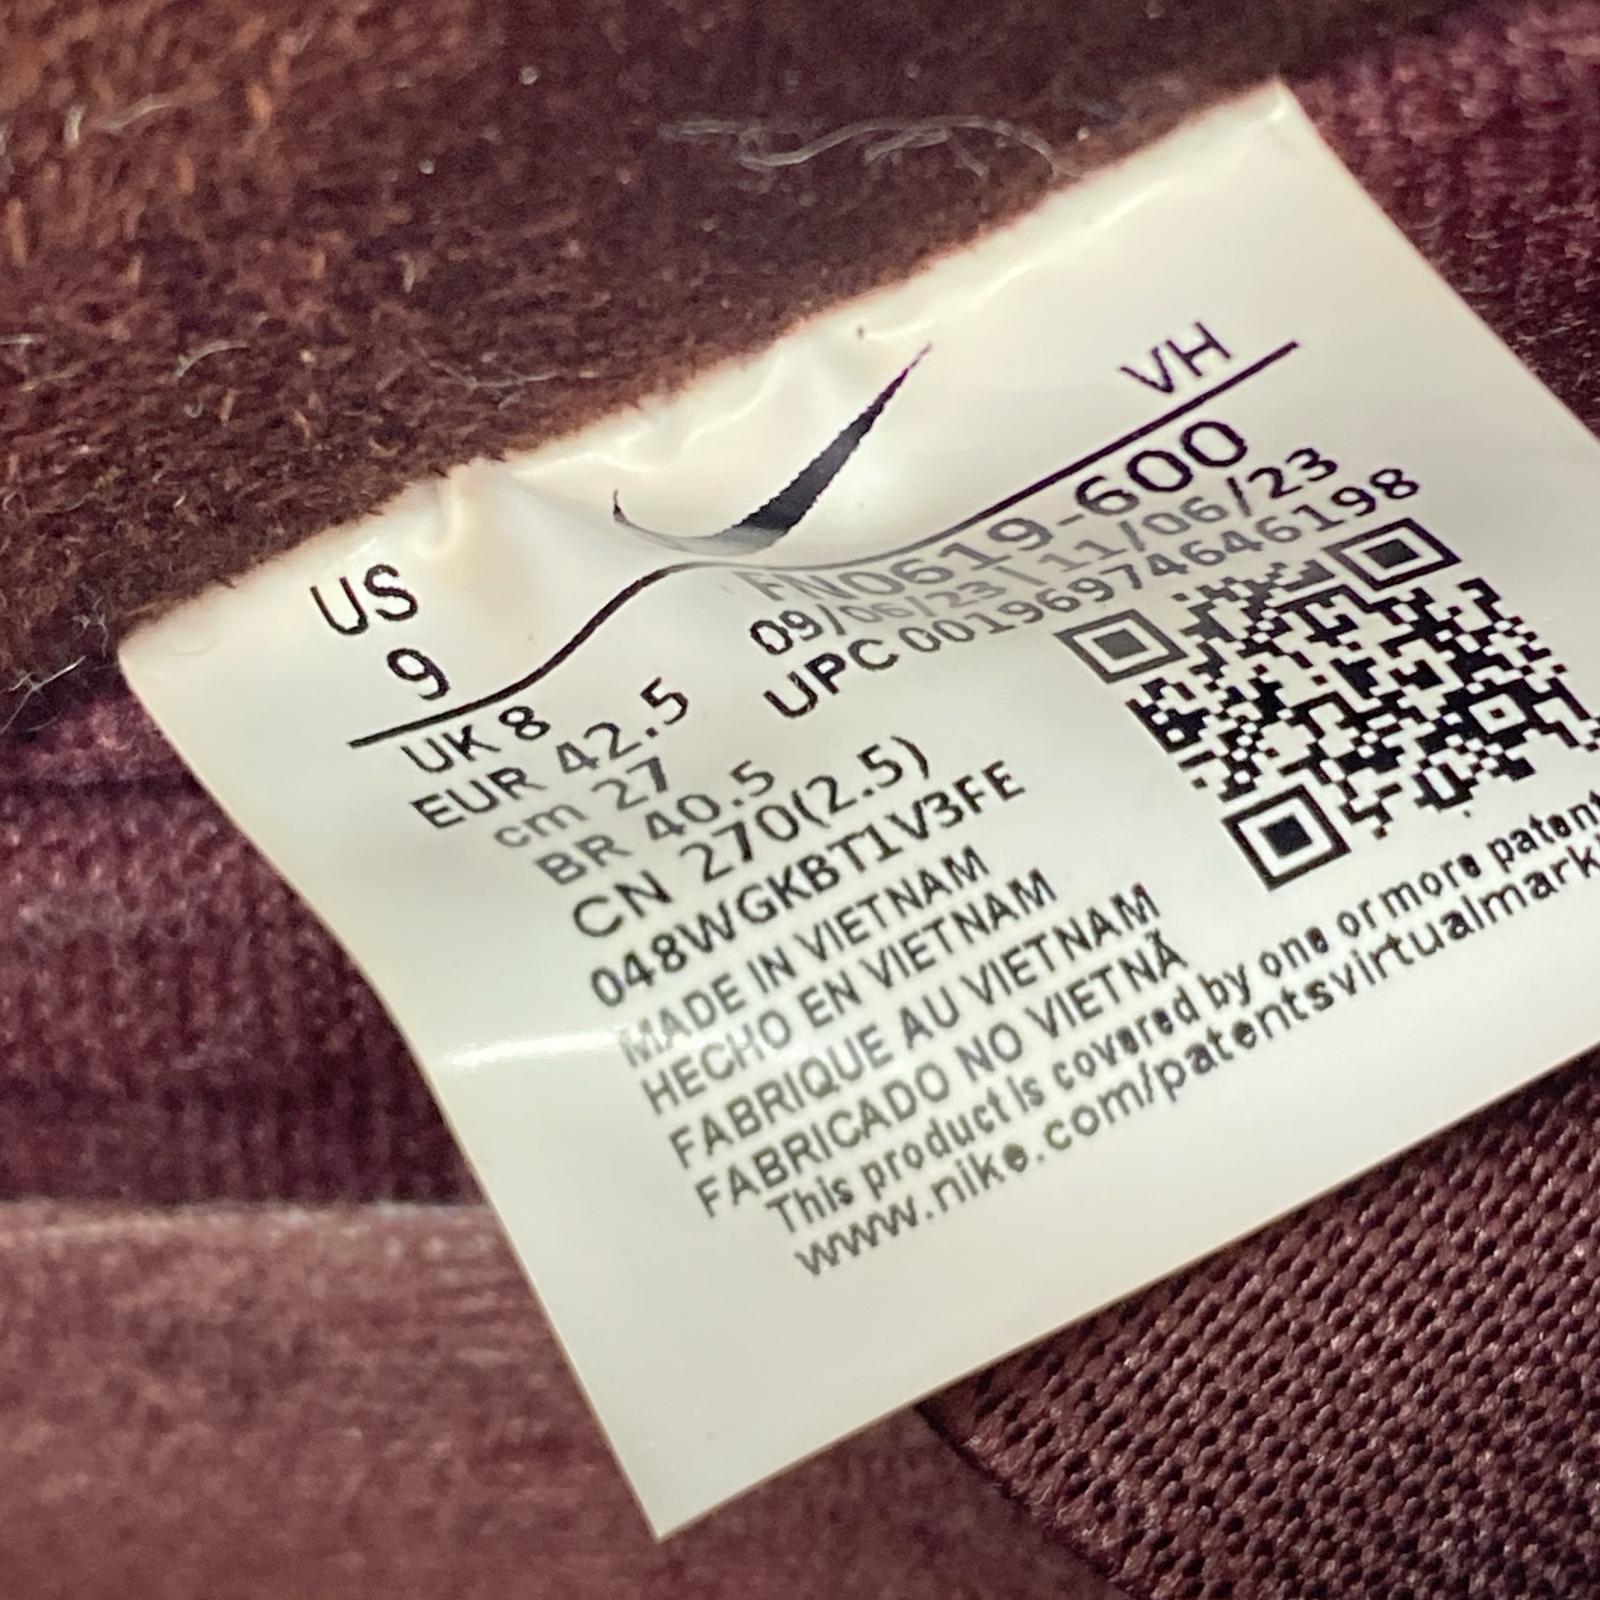 VH
US
9
FN0619-600
09/06/23 | 11/06/23
UPC 00196974646198
UK 8
EUR 42.5
cm 27
BR 40.5
CN 270(2.5)
048WGKBT1V3FE
MADE IN VIETNAM
HECHO EN VIETNAM
FABRIQUE AU VIETNAM
FABRICADO NO VIETNÃ
This product is covered by one or more patent
www.nike.com/patentsvirtualmark